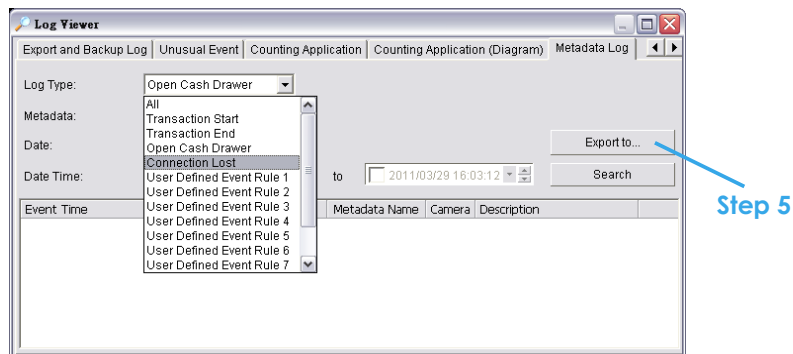 Log Viewer
Export and Backup Log Unusual Event Counting Application Counting Application (Diagram) Metadata Log
Log Type: Open Cash Drawer
Metadata:
Date:
Date Time:
All
Transaction Start
Transaction End
Open Cash Drawer
Connection Lost
User Defined Event Rule 1
User Defined Event Rule 2
User Defined Event Rule 3
User Defined Event Rule 4
User Defined Event Rule 5
User Defined Event Rule 6
User Defined Event Rule 7
Export to...
to 2011/03/29 16:03:12 Search
Step 5
Event Time Metadata Name Camera Description